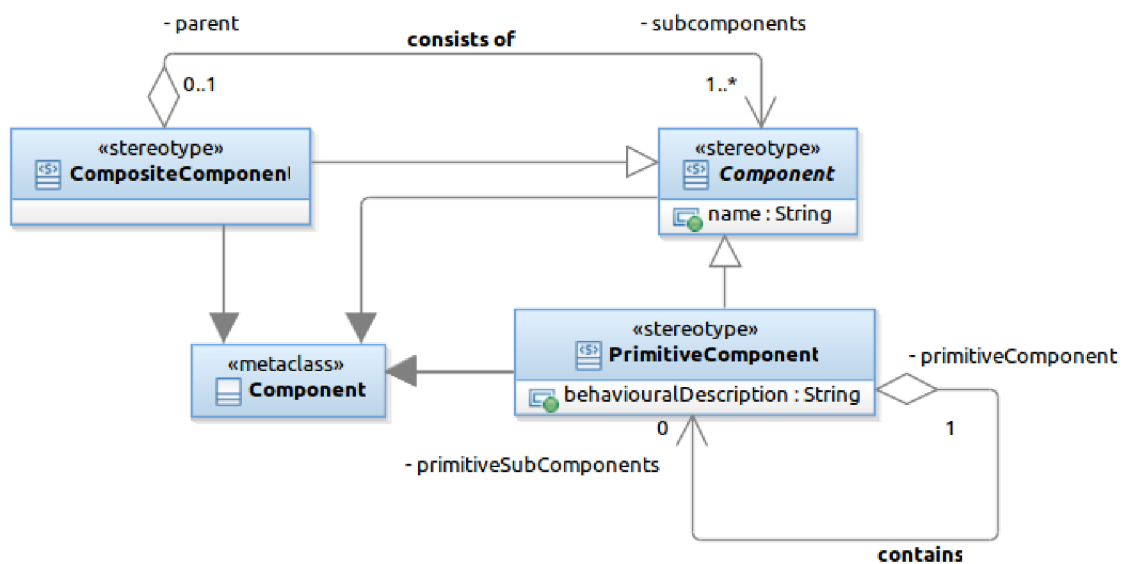 - parent
- subcomponents
consists of
0..1
1..*
«stereotype»
<S>
CompositeComponent
«stereotype»
<S>
Component
name : String
«stereotype»
<S>
PrimitiveComponent
behaviouralDescription : String
«metaclass»
Component
- primitiveComponent
0
1
- primitiveSubComponents
contains